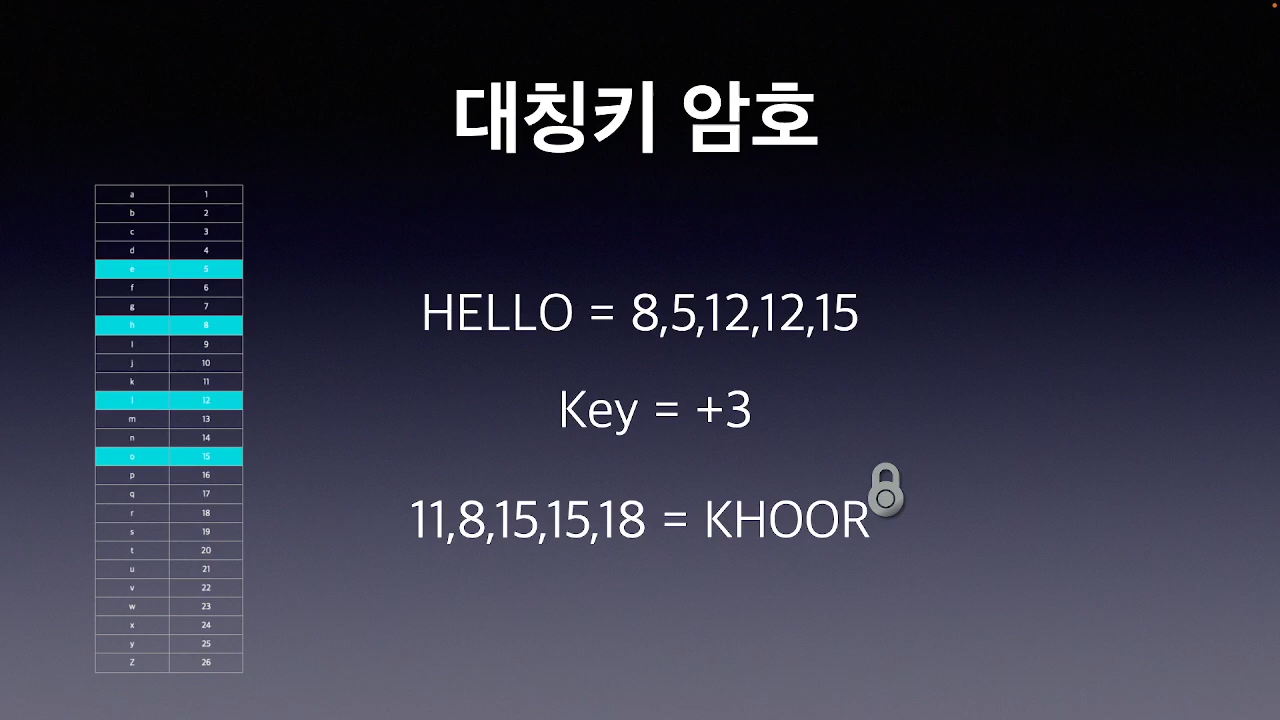 대칭키 암호
a 1
b 2
c 3
d 4
e 5
f 6
g 7
h 8
I 9
j 10
k 11
l 12
m 13
n 14
o 15
p 16
q 17
r 18
s 19
t 20
u 21
v 22
w 23
x 24
y 25
Z 26
HELLO = 8,5,12,12,15
Key = +3
11,8,15,15,18 = KHOOR